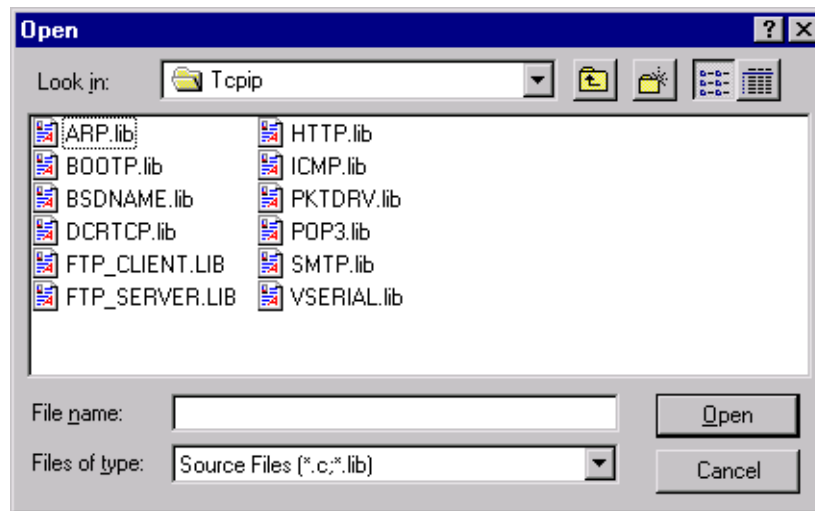 Open
Look in: Tcpip
ARP.lib
BOOTP.lib
BSDNAME.lib
DCRTCP.lib
FTP_CLIENT.LIB
FTP_SERVER.LIB
HTTP.lib
ICMP.lib
PKTDRV.lib
POP3.lib
SMTP.lib
VSERIAL.lib
File name:
Open
Files of type: Source Files (*.c;*.lib)
Cancel